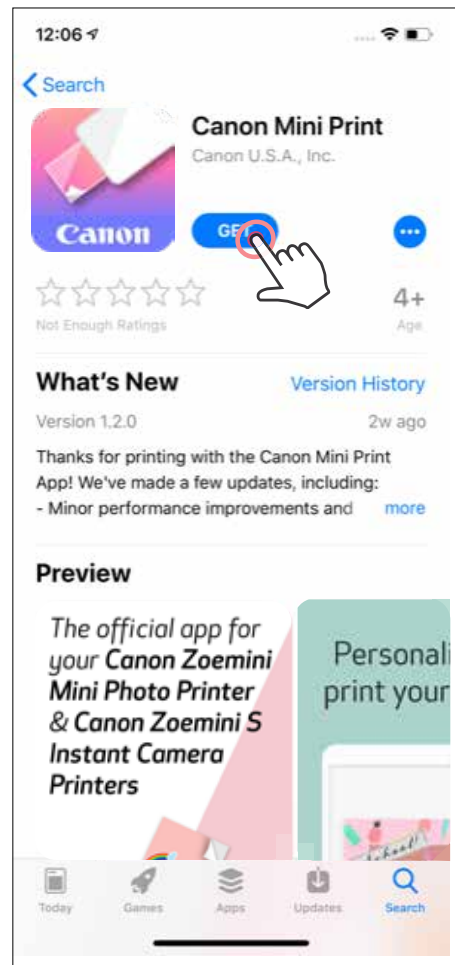 12:06
Search
Canon Mini Print
Canon U.S.A., Inc.
Canon
GET
4+
Not Enough Ratings
Age
What's New
Version History
Version 1.2.0
2w ago
Thanks for printing with the Canon Mini Print
App! We've made a few updates, including:
- Minor performance improvements and more
Preview
The official app for
your Canon Zoemini
Mini Photo Printer
& Canon Zoemini S
Instant Camera
Printers
Personali
print your
Today
Games
Apps
Updates
Search